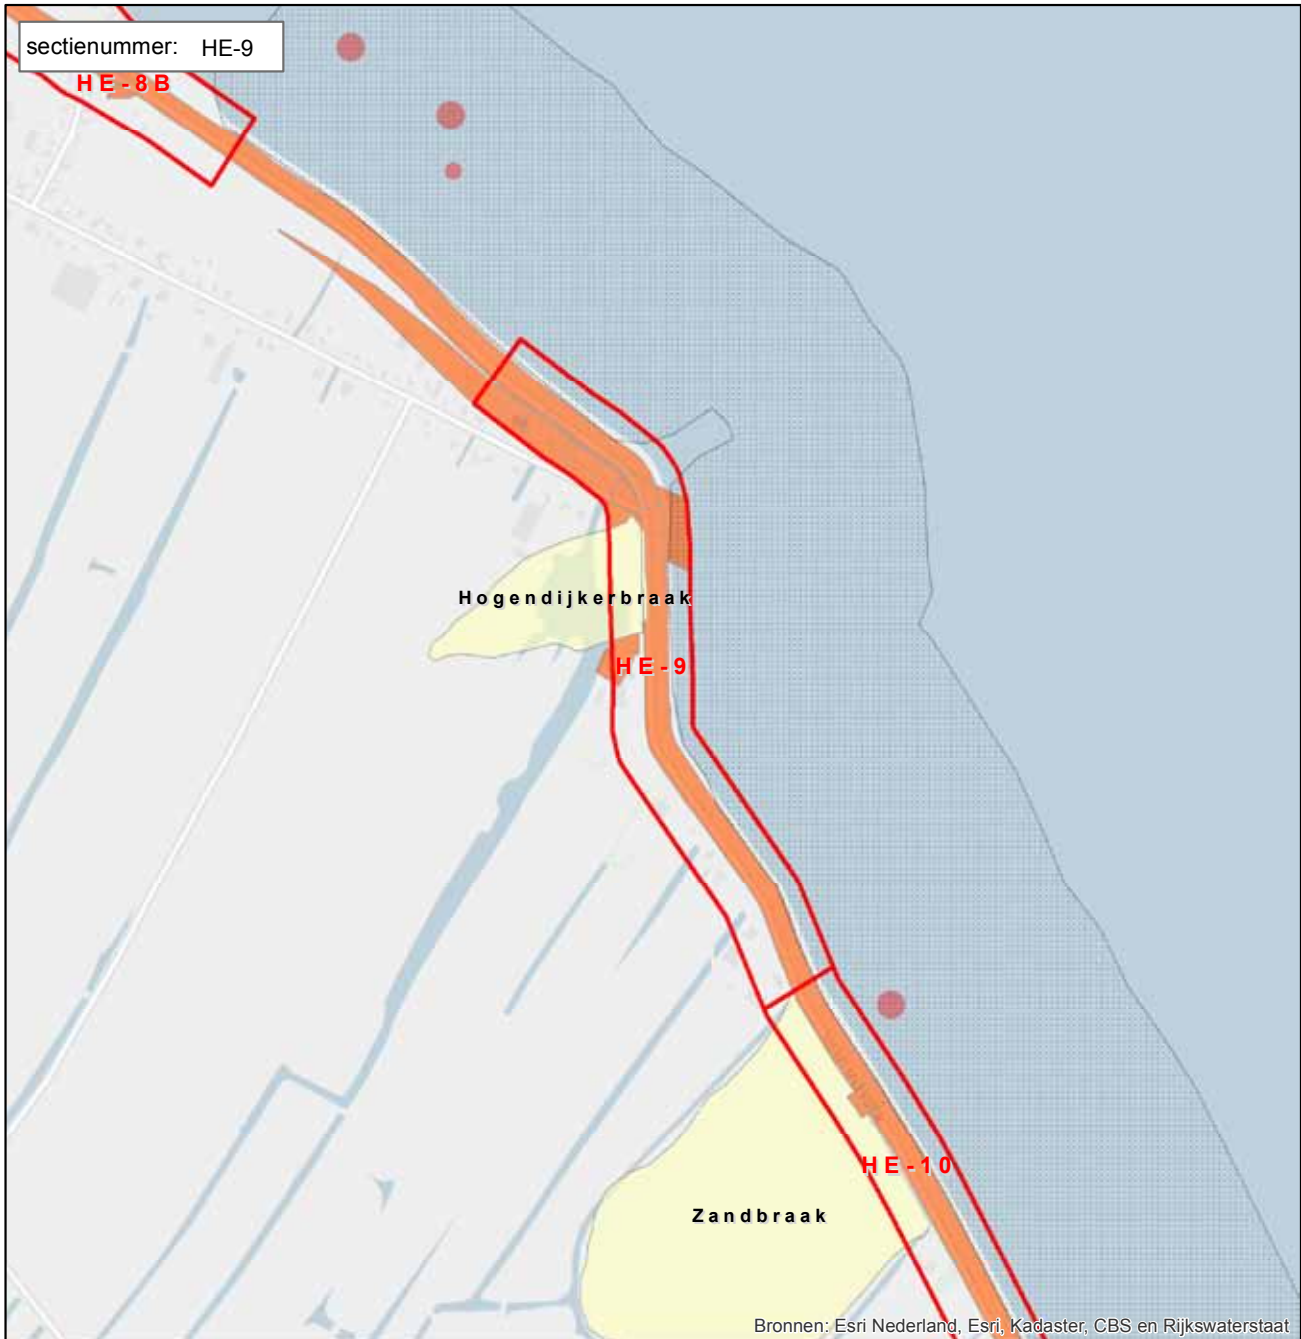 sectienummer: HE-9
HE-8B
Hogendijkerbraak
HE-9
HE-10
Zandbraak
Bronnen: Esri Nederland, Esri, Kadaster, CBS en Rijkswaterstaat